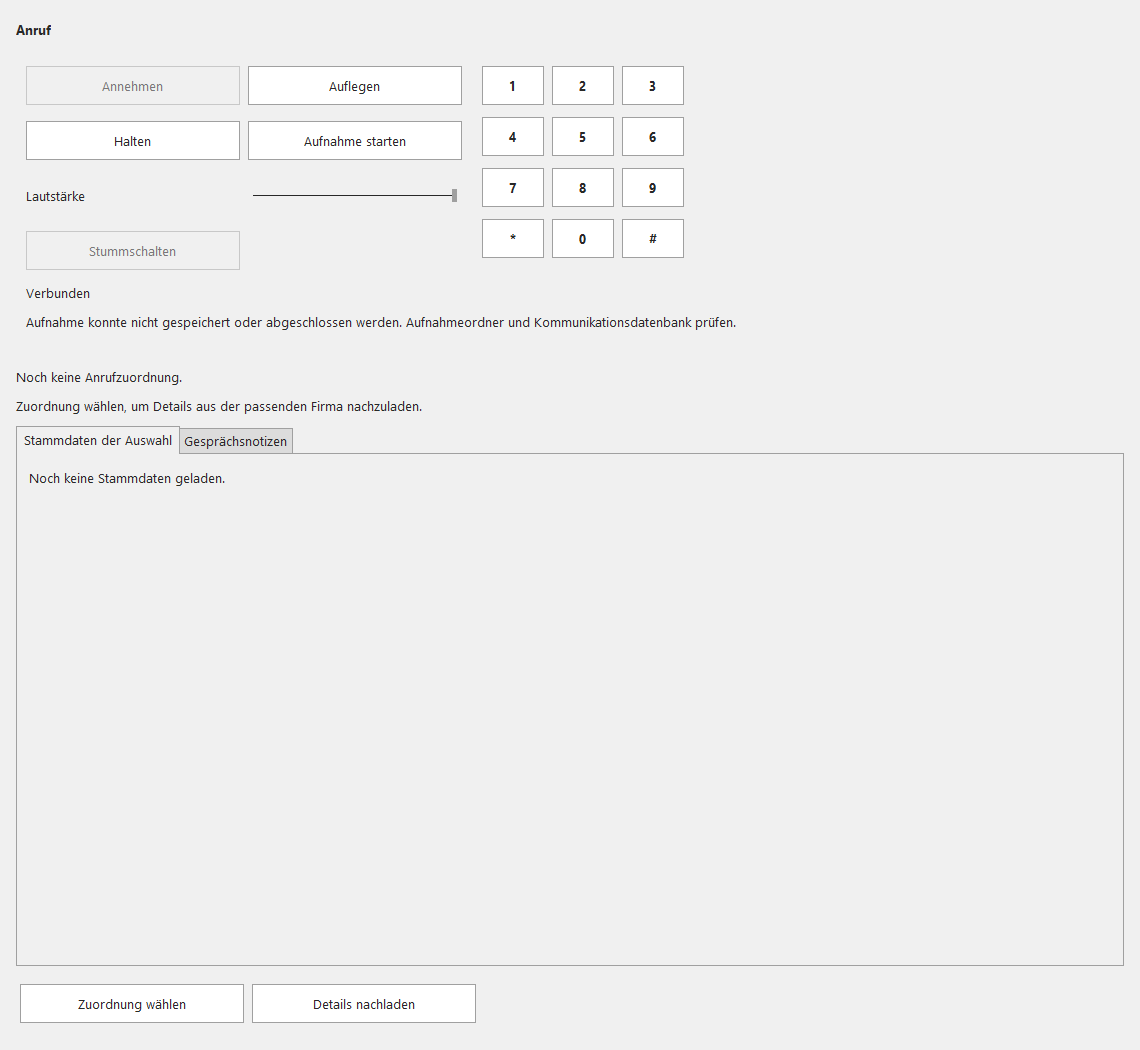 Anruf
Annehmen
Auflegen
1
2
3
Halten
Aufnahme starten
4
5
6
Lautstärke
7
8
9
*
0
#
Stummschalten
Verbunden
Aufnahme konnte nicht gespeichert oder abgeschlossen werden. Aufnahmeordner und Kommunikationsdatenbank prüfen.
Noch keine Anrufzuordnung.
Zuordnung wählen, um Details aus der passenden Firma nachzuladen.
Stammdaten der Auswahl
Gesprächsnotizen
Noch keine Stammdaten geladen.
Zuordnung wählen
Details nachladen